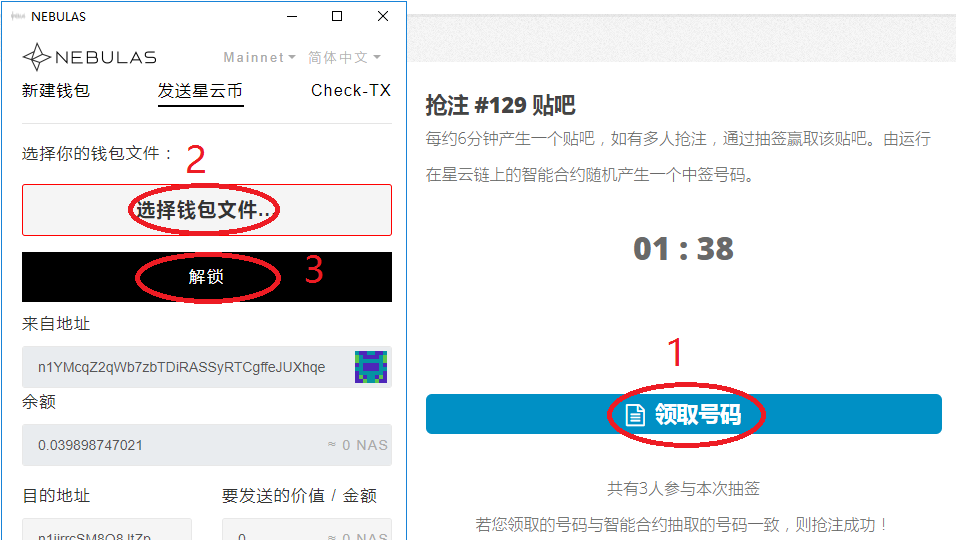 NEBULAS
NEBULAS
Mainnet
简体中文
新建钱包
发送星云币
Check-TX
选择你的钱包文件：
2
选择钱包文件...
解锁
3
来自地址
n1YMcqZ2qWb7zbTDiRASSyRTCgffeJUXhqe
余额
0.039898747021
≈ 0 NAS
目的地址
要发送的价值 / 金额
0
≈ 0 NAS
抢注 #129 贴吧
每约6分钟产生一个贴吧，如有多人抢注，通过抽签赢取该贴吧。由运行
在星云链上的智能合约随机产生一个中签号码。
01 : 38
1
领取号码
共有3人参与本次抽签
若您领取的号码与智能合约抽取的号码一致，则抢注成功！